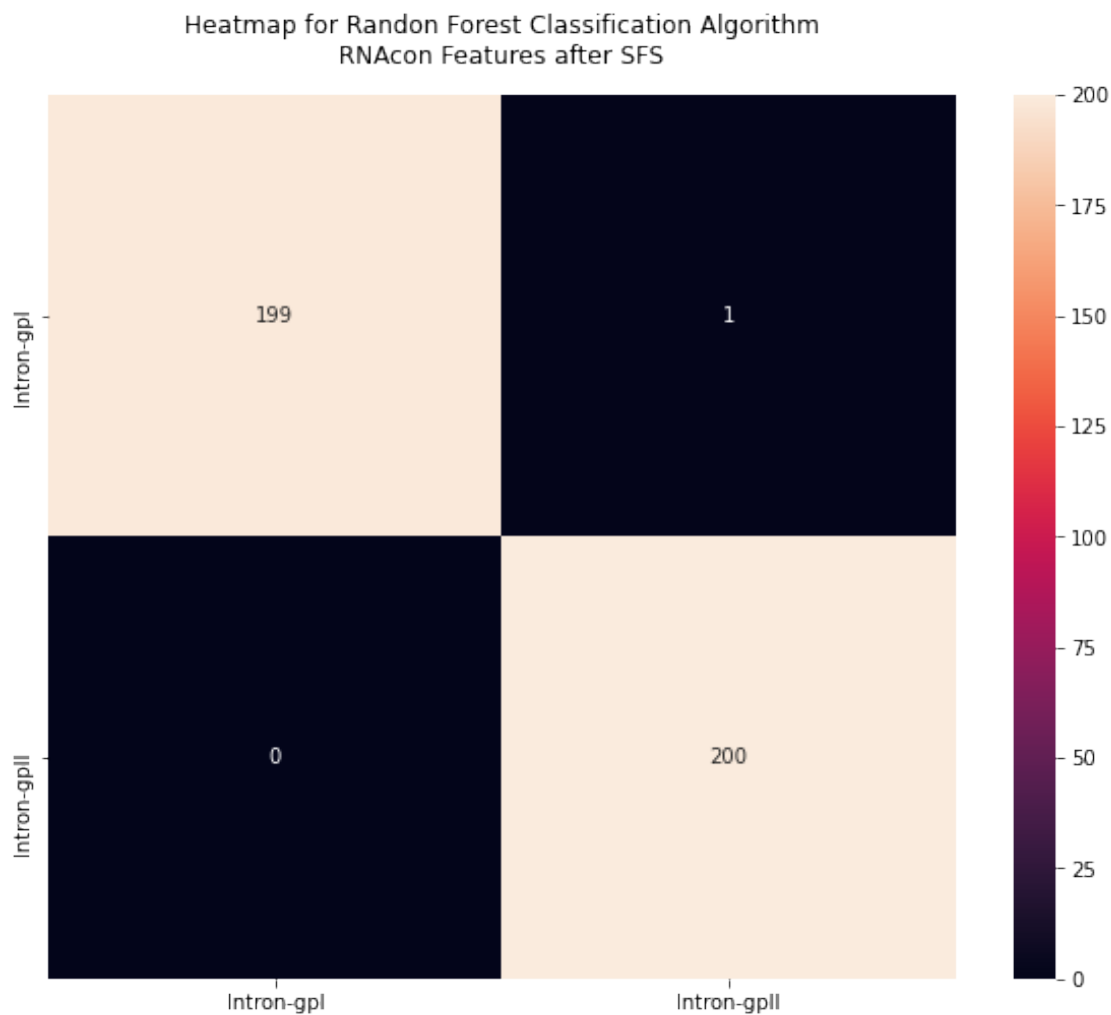 Heatmap for Randon Forest Classification Algorithm
RNAcon Features after SFS
200
175
150
125
100
75
50
25
0
Intron-gpI
199
1
Intron-gpII
0
200
Intron-gpI
Intron-gpII